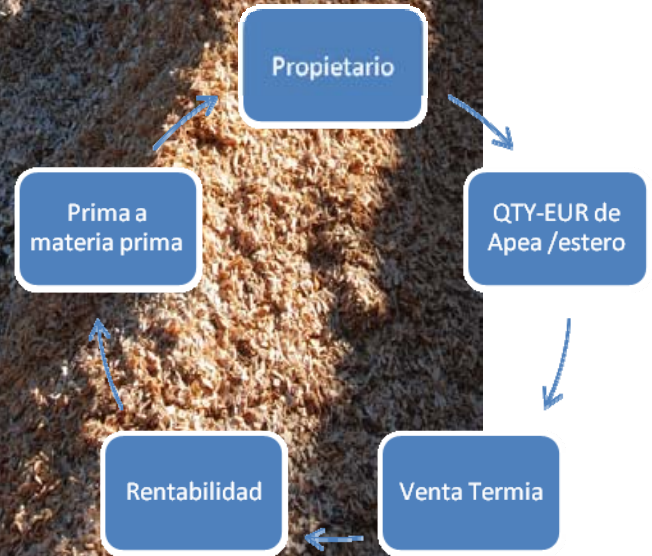 Propietario
QTY-EUR de
Apea /estero
Venta Termia
Rentabilidad
Prima a
materia prima